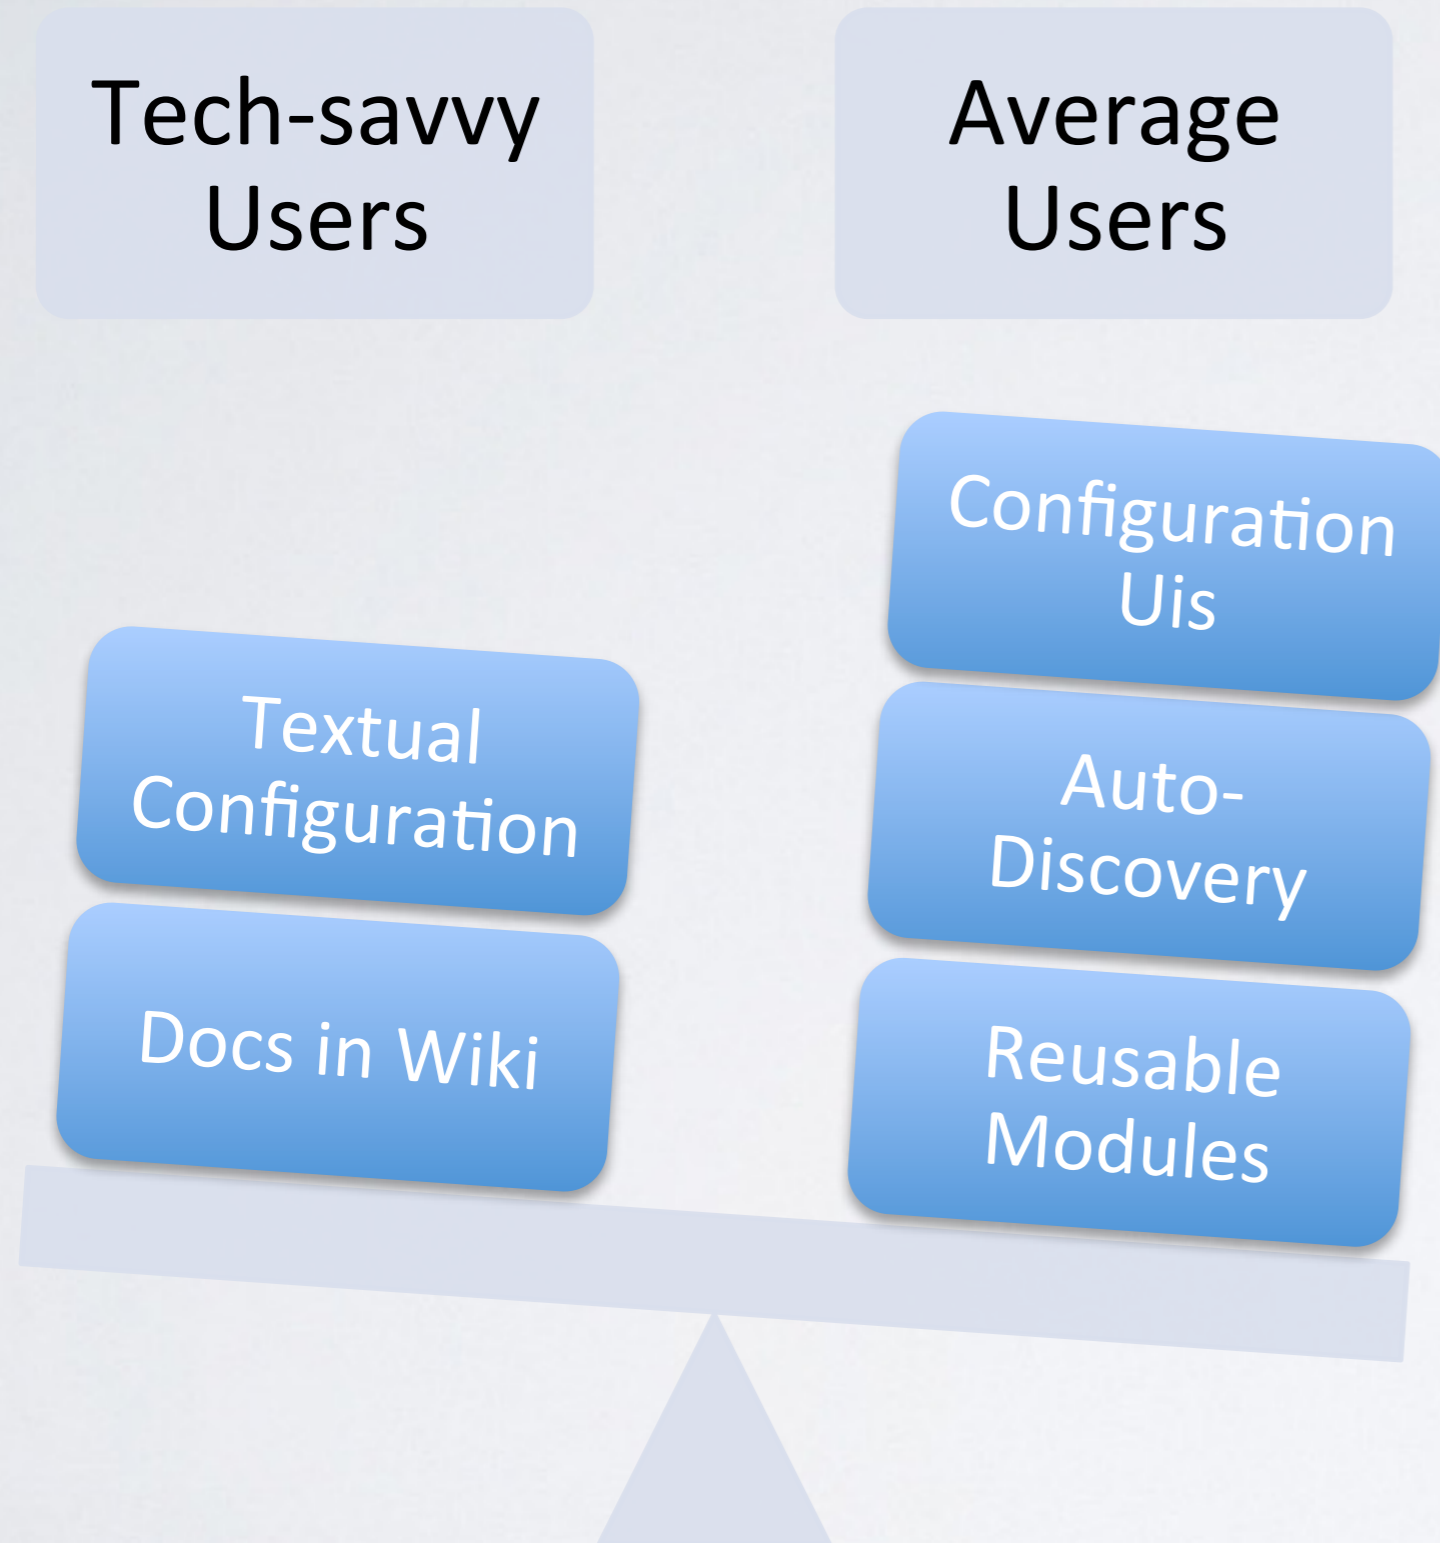 Tech-savvy
Users
Average
Users
Textual
Configuration
Docs in Wiki
Configuration
Uis
Auto-
Discovery
Reusable
Modules